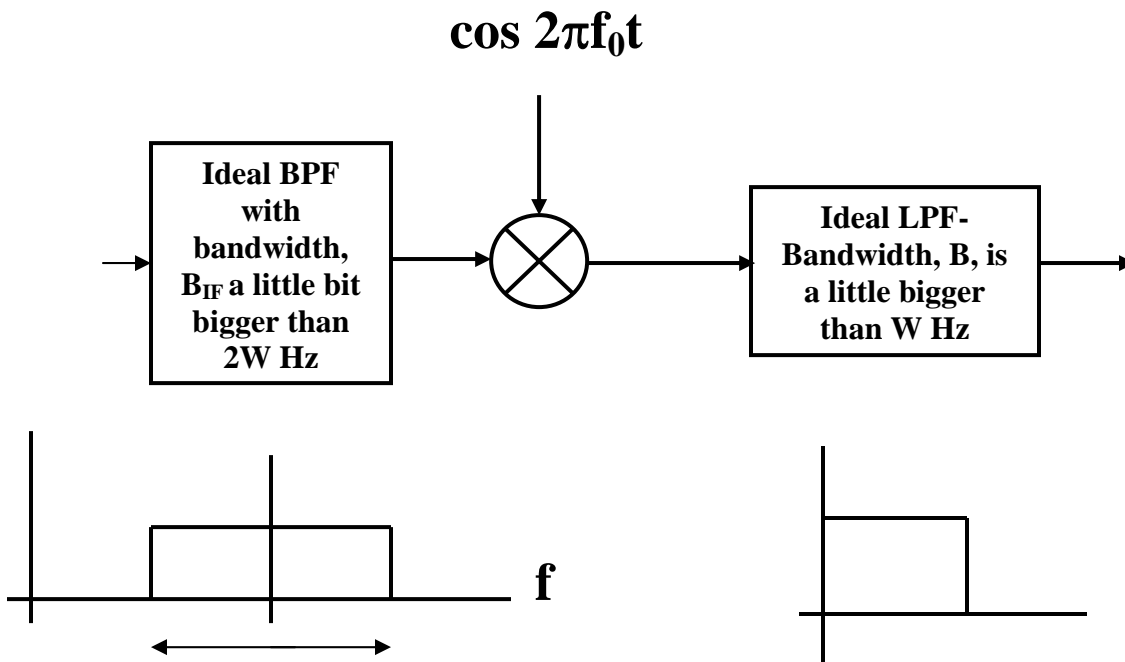 cos 2πf₀t
Ideal BPF
with
bandwidth,
B_IF a little bit
bigger than
2W Hz
Ideal LPF-
Bandwidth, B, is
a little bigger
than W Hz
f